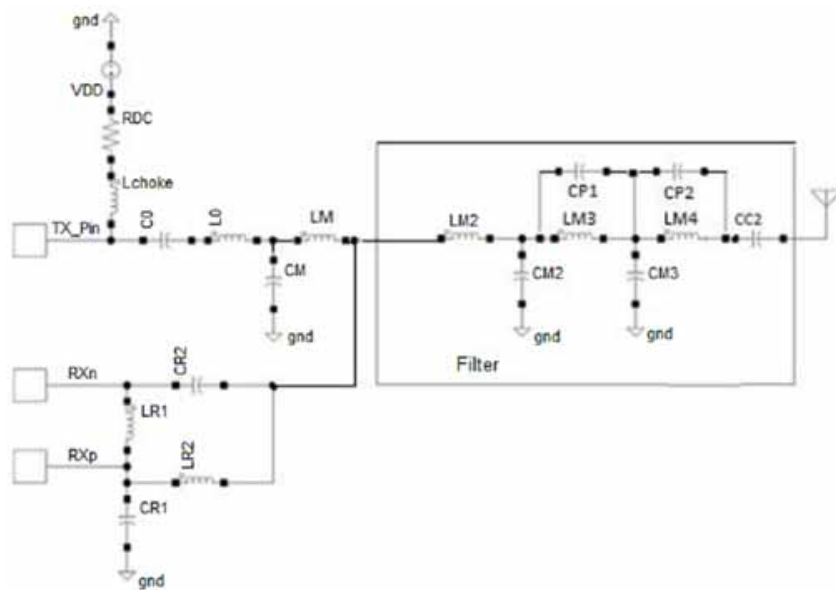 gnd
VDD
RDC
Lchoke
TX_Pin
C0
L0
LM
CM
gnd
LM2
CP1
CP2
LM3
LM4
CC2
CM2
CM3
gnd
gnd
Filter
RXn
CR2
LR1
RXp
LR2
CR1
gnd